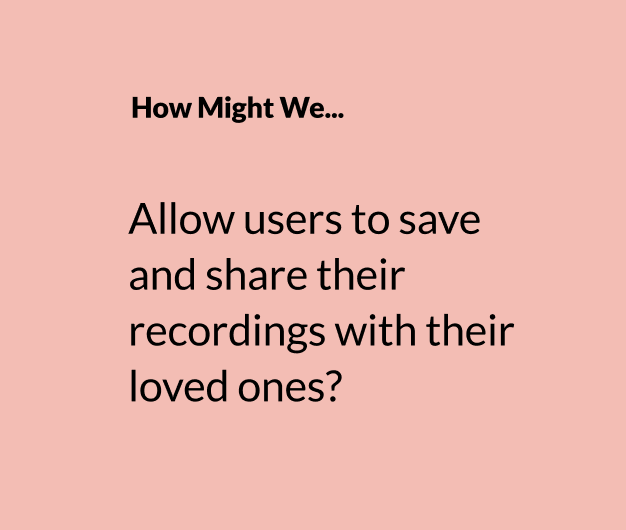 How Might We...
Allow users to save
and share their
recordings with their
loved ones?